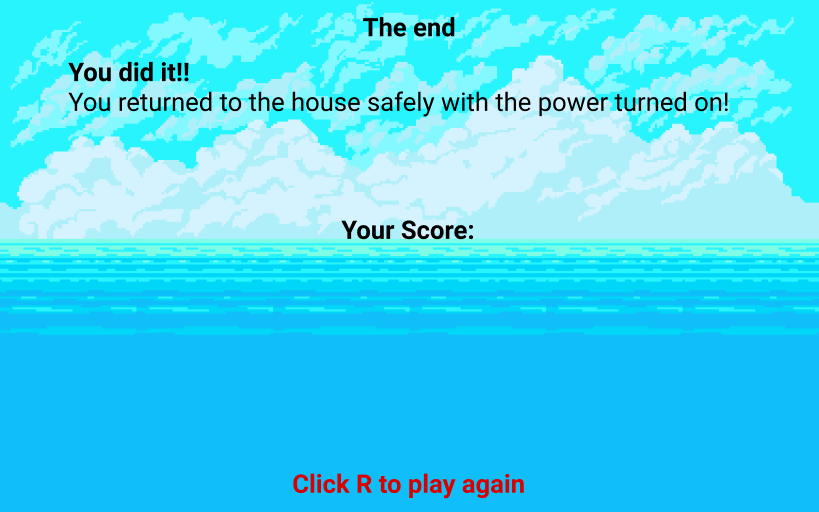 The end
You did it!!
You returned to the house safely with the power turned on!
Your Score:
Click R to play again